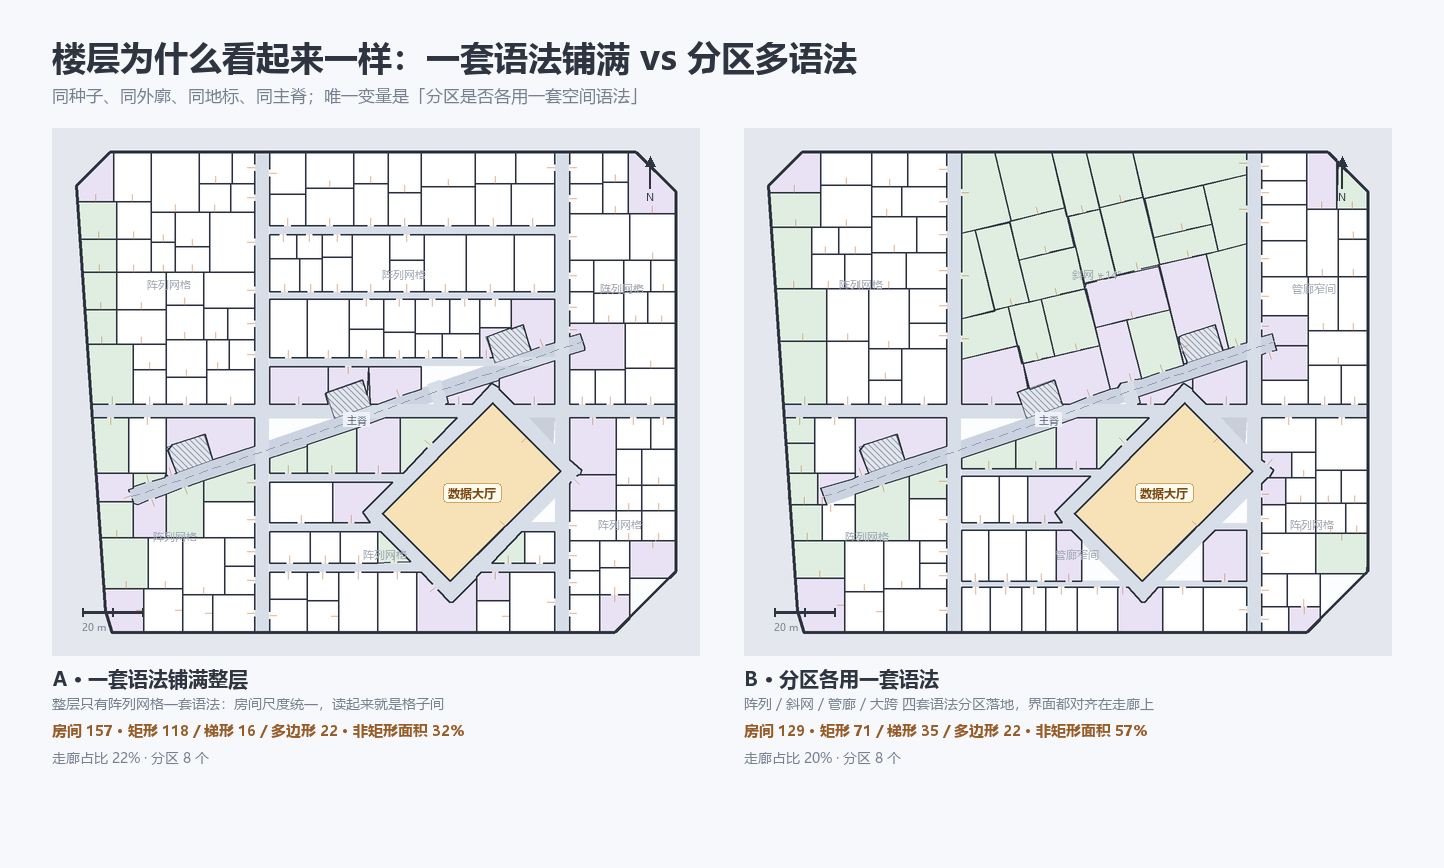 楼层为什么看起来一样：一套语法铺满 vs 分区多语法
同种子、同外廓、同地标、同主脊；唯一变量是「分区是否各用一套空间语法」
N
阵列网格
阵列网格
阵列网格
主脊
数据大厅
阵列网格
阵列网格
阵列网格
20 m
N
阵列网格
管廊窄间
主脊
数据大厅
阵列网格
阵列网格
管廊窄间
20 m
A • 一套语法铺满整层
整层只有阵列网格一套语法：房间尺度统一，读起来就是格子间
房间 157 • 矩形 118 / 梯形 16 / 多边形 22 • 非矩形面积 32%
走廊占比 22% · 分区 8 个
B • 分区各用一套语法
阵列 / 斜网 / 管廊 / 大跨 四套语法分区落地，界面都对齐在走廊上
房间 129 • 矩形 71 / 梯形 35 / 多边形 22 • 非矩形面积 57%
走廊占比 20% · 分区 8 个